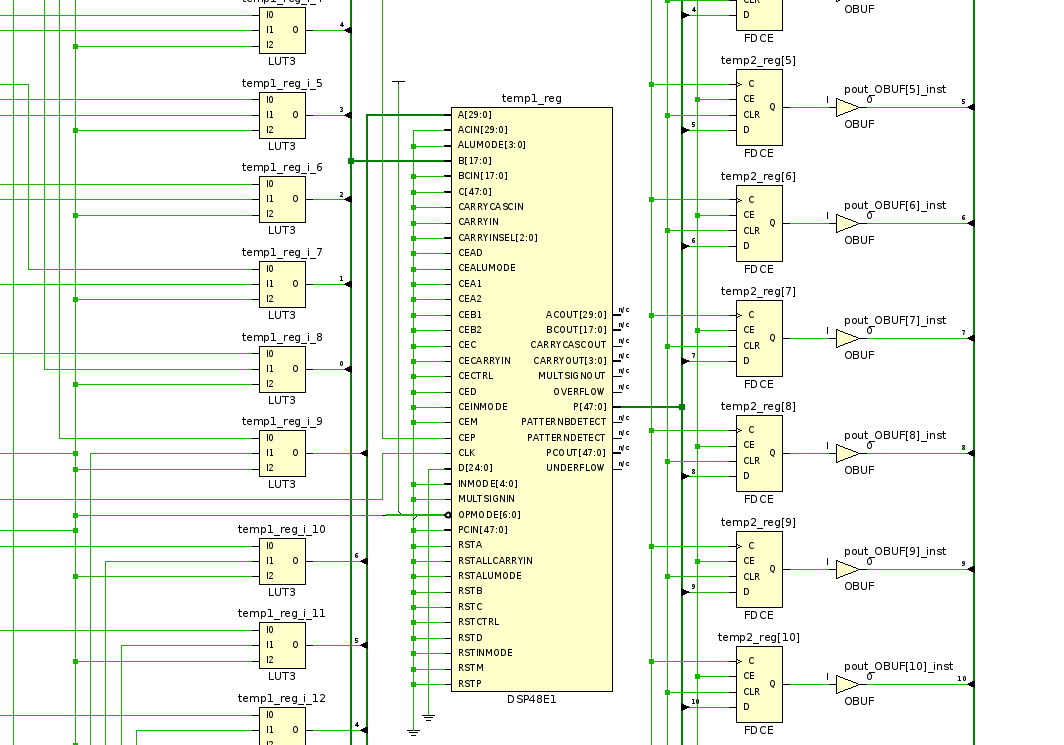 I0
I1
O
I2
LUT3
4
temp1_reg_i_5
I0
I1
O
I2
LUT3
3
temp1_reg_i_6
I0
I1
O
I2
LUT3
2
temp1_reg_i_7
I0
I1
O
I2
LUT3
1
temp1_reg_i_8
I0
I1
O
I2
LUT3
0
temp1_reg_i_9
I0
I1
O
I2
LUT3
temp1_reg_i_10
I0
I1
O
I2
LUT3
6
temp1_reg_i_11
I0
I1
O
I2
LUT3
5
temp1_reg_i_12
I0
I1
O
4
temp1_reg
A[29:0]
ACIN[29:0]
ALUMODE[3:0]
B[17:0]
BCIN[17:0]
C[47:0]
CARRYCASCIN
CARRYIN
CARRYINSEL[2:0]
CEAD
CEALUMODE
CEA1
CEA2
CEB1
CEB2
CEC
CECARRYIN
CECTRL
CED
CEINMODE
CEM
CEP
CLK
D[24:0]
INMODE[4:0]
MULTSIGNIN
OPMODE[6:0]
PCIN[47:0]
RSTA
RSTALLCARRYIN
RSTALUMODE
RSTB
RSTC
RSTCTRL
RSTD
RSTINMODE
RSTM
RSTP
ACOUT[29:0] n/c
BCOUT[17:0] n/c
CARRYCASCOUT n/c
CARRYOUT[3:0] n/c
MULTSIGNOUT n/c
OVERFLOW n/c
P[47:0]
PATTERNBDETECT n/c
PATTERNDETECT n/c
PCOUT[47:0] n/c
UNDERFLOW n/c
DSP48E1
CLR
4
D
FDCE
OBUF
temp2_reg[5]
C
CE
Q
CLR
5
D
FDCE
pout_OBUF[5]_inst
I
O
OBUF
5
temp2_reg[6]
C
CE
Q
CLR
6
D
FDCE
pout_OBUF[6]_inst
I
O
OBUF
6
temp2_reg[7]
C
CE
Q
CLR
7
D
FDCE
pout_OBUF[7]_inst
I
O
OBUF
7
temp2_reg[8]
C
CE
Q
CLR
8
D
FDCE
pout_OBUF[8]_inst
I
O
OBUF
8
temp2_reg[9]
C
CE
Q
CLR
9
D
FDCE
pout_OBUF[9]_inst
I
O
OBUF
9
temp2_reg[10]
C
CE
Q
CLR
10
D
FDCE
pout_OBUF[10]_inst
I
O
OBUF
10